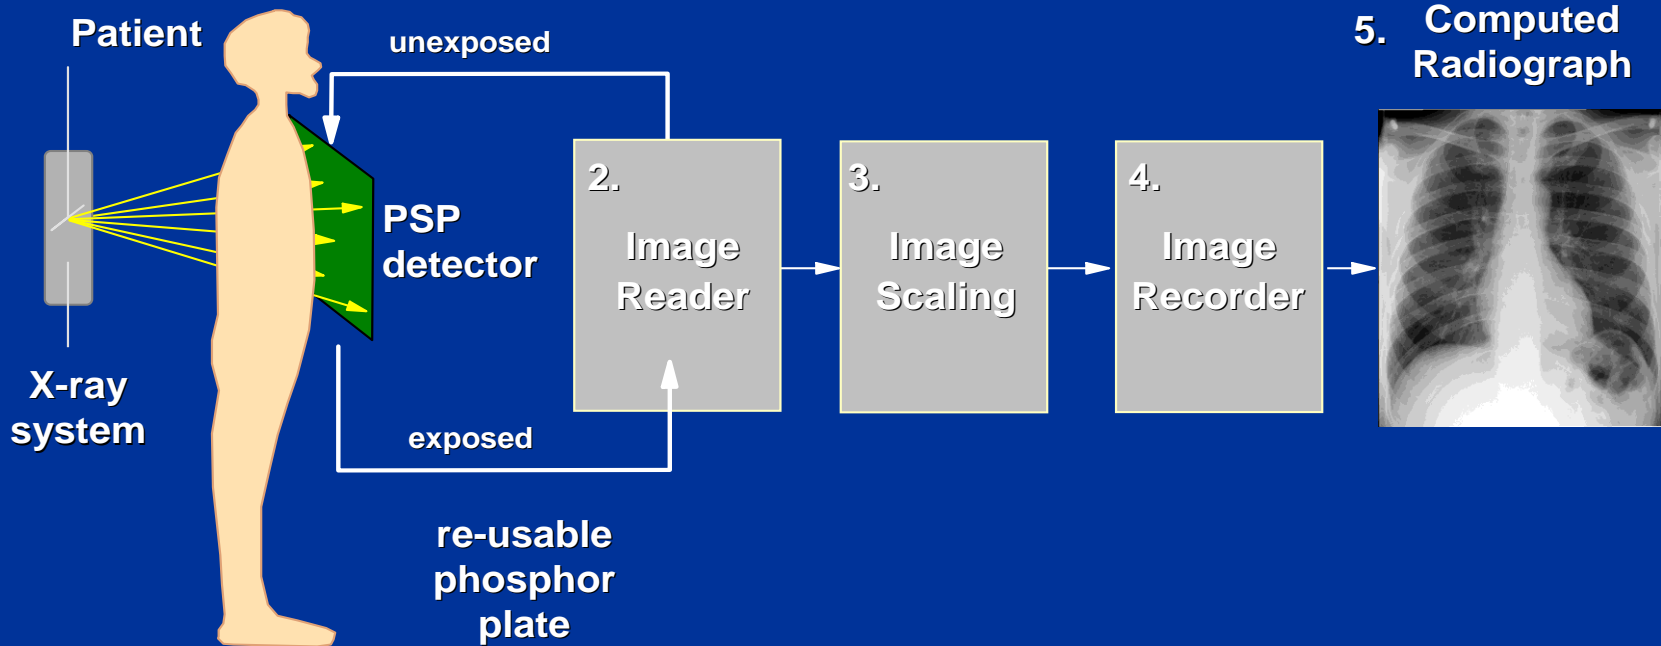 Patient
X-ray
system
unexposed
PSP
detector
exposed
re-usable
phosphor
plate
2.
Image
Reader
3.
Image
Scaling
4.
Image
Recorder
5.
Computed
Radiograph